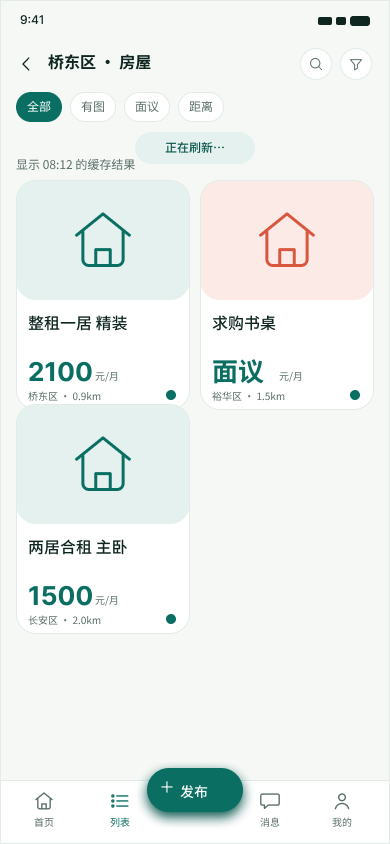 9:41
桥东区 · 房屋
全部 有图 面议 距离
正在刷新…
显示 08:12 的缓存结果
整租一居 精装
2100 元/月
桥东区 · 0.9km
求购书桌
面议 元/月
裕华区 · 1.5km
两居合租 主卧
1500 元/月
长安区 · 2.0km
+ 发布
首页 列表 消息 我的